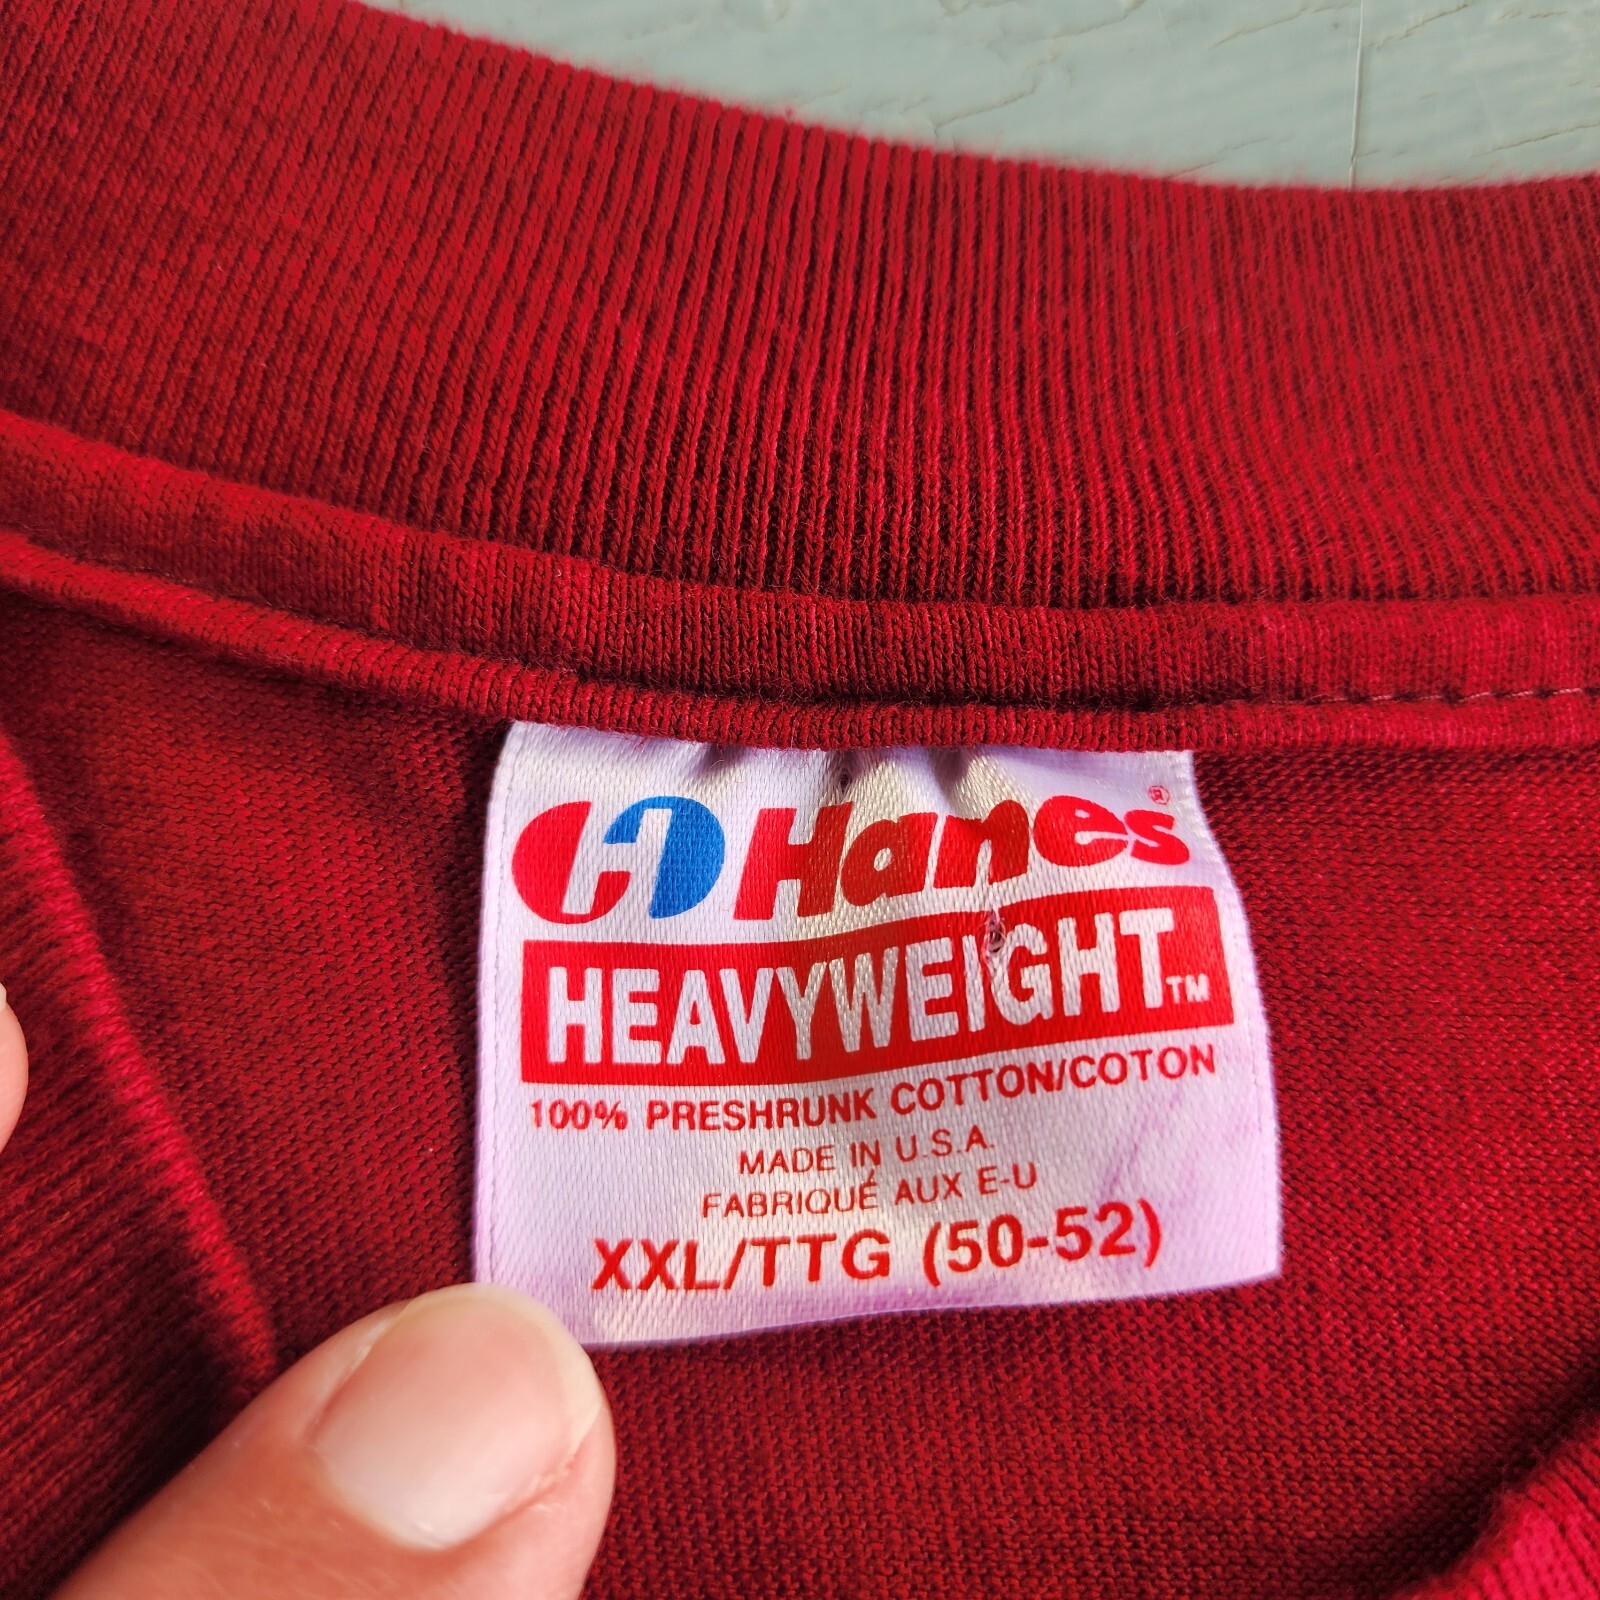 Hanes®
HEAVYWEIGHT™
100% PRESHRUNK COTTON/COTON
MADE IN U.S.A.
FABRIQUÉ AUX E-U
XXL/TTG (50-52)